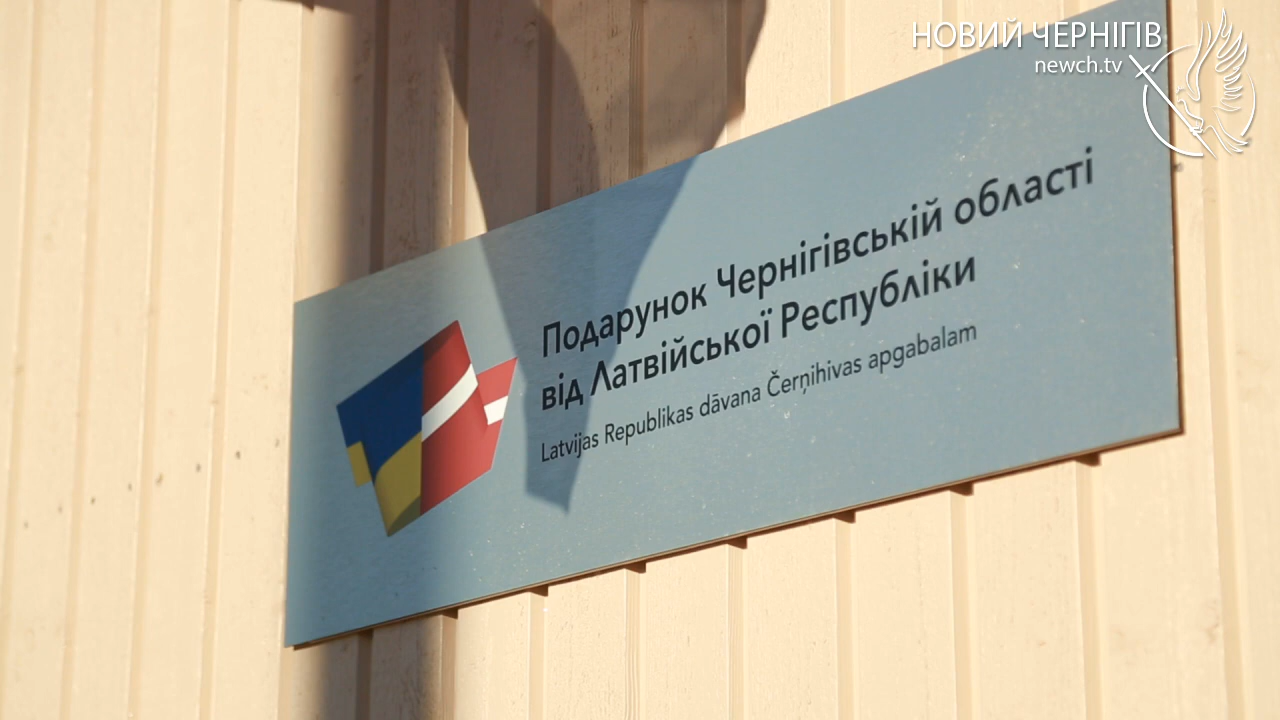 НОВИЙ ЧЕРНІГІВ
newch.tv
Подарунок Чернігівській області
від Латвійської Республіки
Latvijas Republikas dāvana Čerņihivas apgabalam